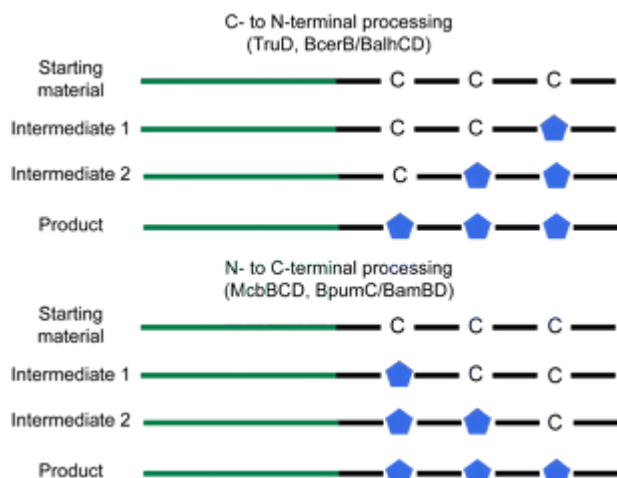 C- to N-terminal processing
(TruD, BcerB/BalhCD)
Starting
material
C C C
Intermediate 1
C C
Intermediate 2
C
Product
N- to C-terminal processing
(McbBCD, BpumC/BamBD)
Starting
material
C C C
Intermediate 1
C C
Intermediate 2
C
Product